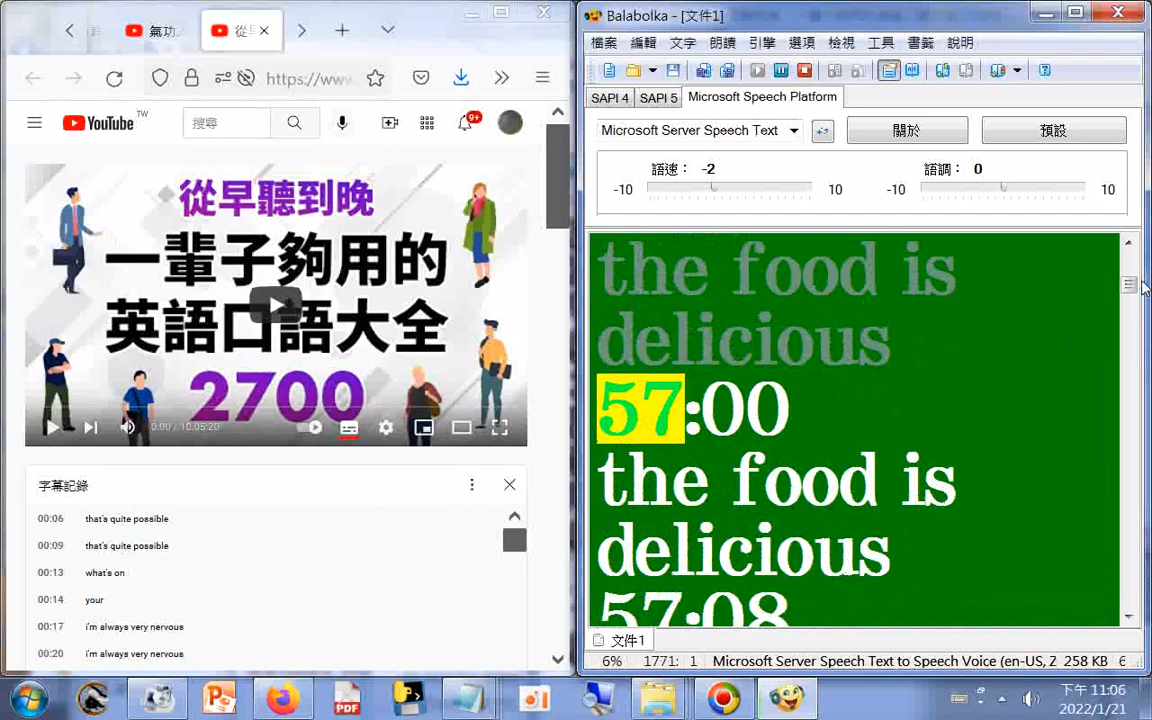 氣功
從
https://www
YouTube TW
搜尋
9+
從早聽到晚
一輩子夠用的
英語口語大全
2700
0:00 / 10:05:20
字幕記錄
00:06 that's quite possible
00:09 that's quite possible
00:13 what's on
00:14 your
00:17 i'm always very nervous
00:20 i'm always very nervous
Balabolka - [文件1]
檔案 編輯 文字 朗讀 引擎 選項 檢視 工具 書籤 說明
SAPI 4 SAPI 5 Microsoft Speech Platform
Microsoft Server Speech Text 關於 預設
語速： -2 語調： 0
-10 10 -10 10
the food is
delicious
57:00
the food is
delicious
57:08
文件1
6% 1771: 1 Microsoft Server Speech Text to Speech Voice (en-US, 2 258 KB 6
PDF
下午 11:06
2022/1/21